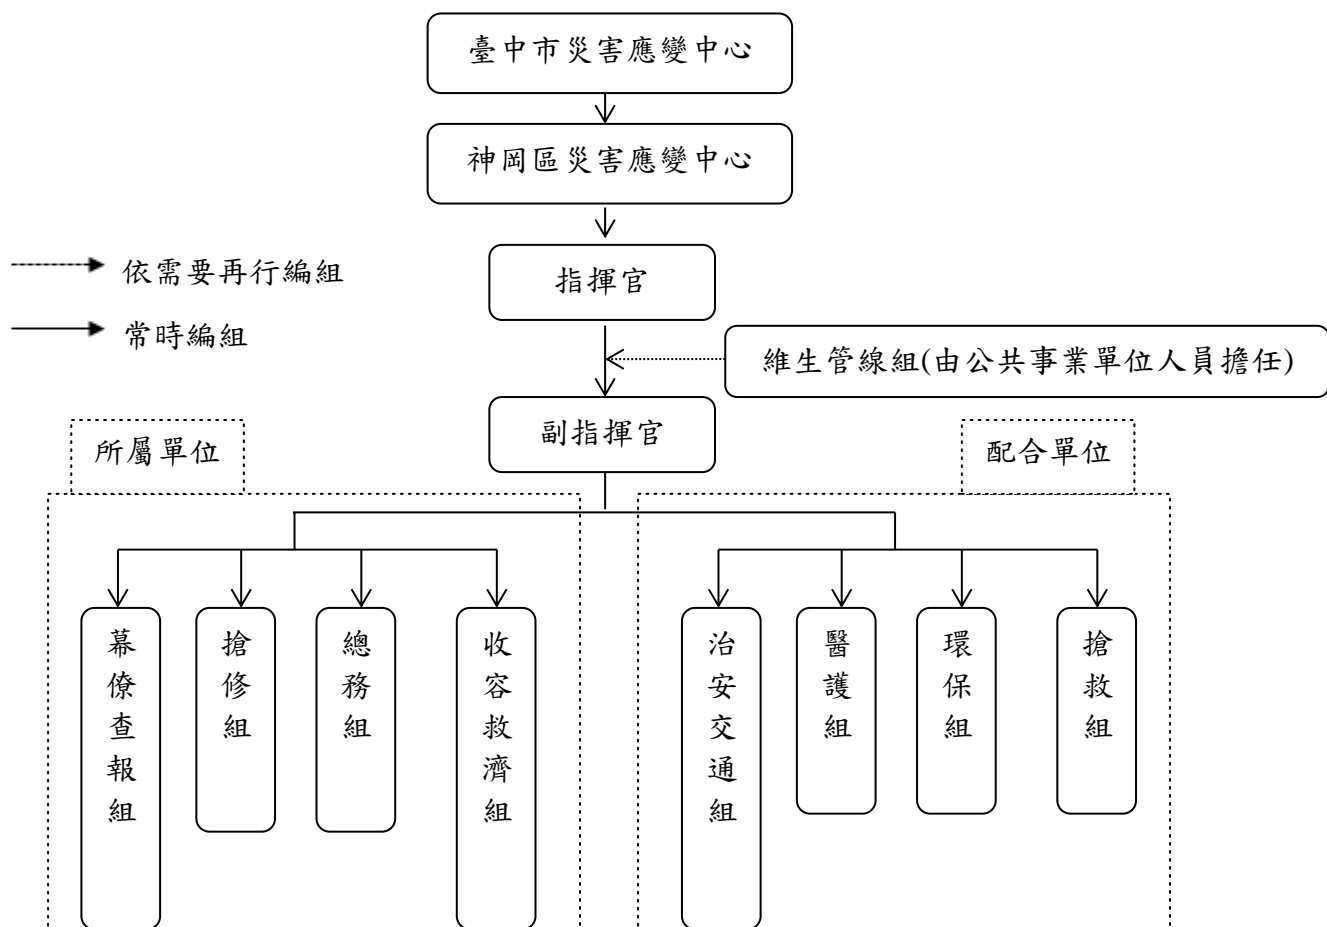 臺中市災害應變中心
神岡區災害應變中心
指揮官
依需要再行編組
常時編組
維生管線組(由公共事業單位人員擔任)
副指揮官
所屬單位
配合單位
幕僚查報組
搶修組
總務組
收容救濟組
治安交通組
醫護組
環保組
搶救組